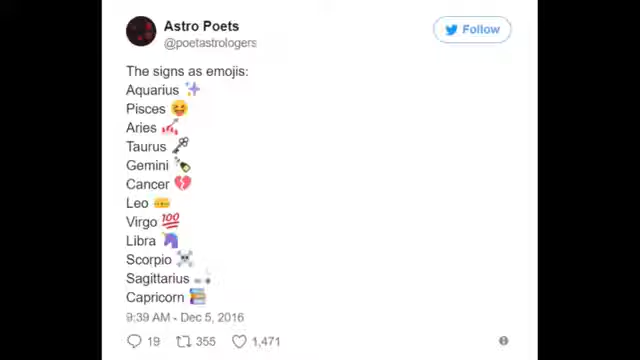 Astro Poets
@poetastrologers
Follow
The signs as emojis:
Aquarius ✨
Pisces 😝
Aries 🎪
Taurus 🗝
Gemini 🍾
Cancer 💔
Leo 👝
Virgo 💯
Libra 🦄
Scorpio ☠
Sagittarius
Capricorn 📚
9:39 AM - Dec 5, 2016
19 355 1,471